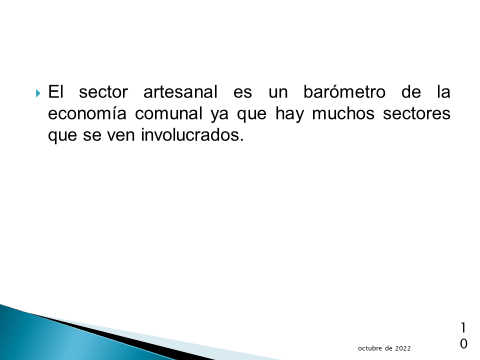 El sector artesanal es un barómetro de la
economía comunal ya que hay muchos sectores
que se ven involucrados.
octubre de 2022
1
0